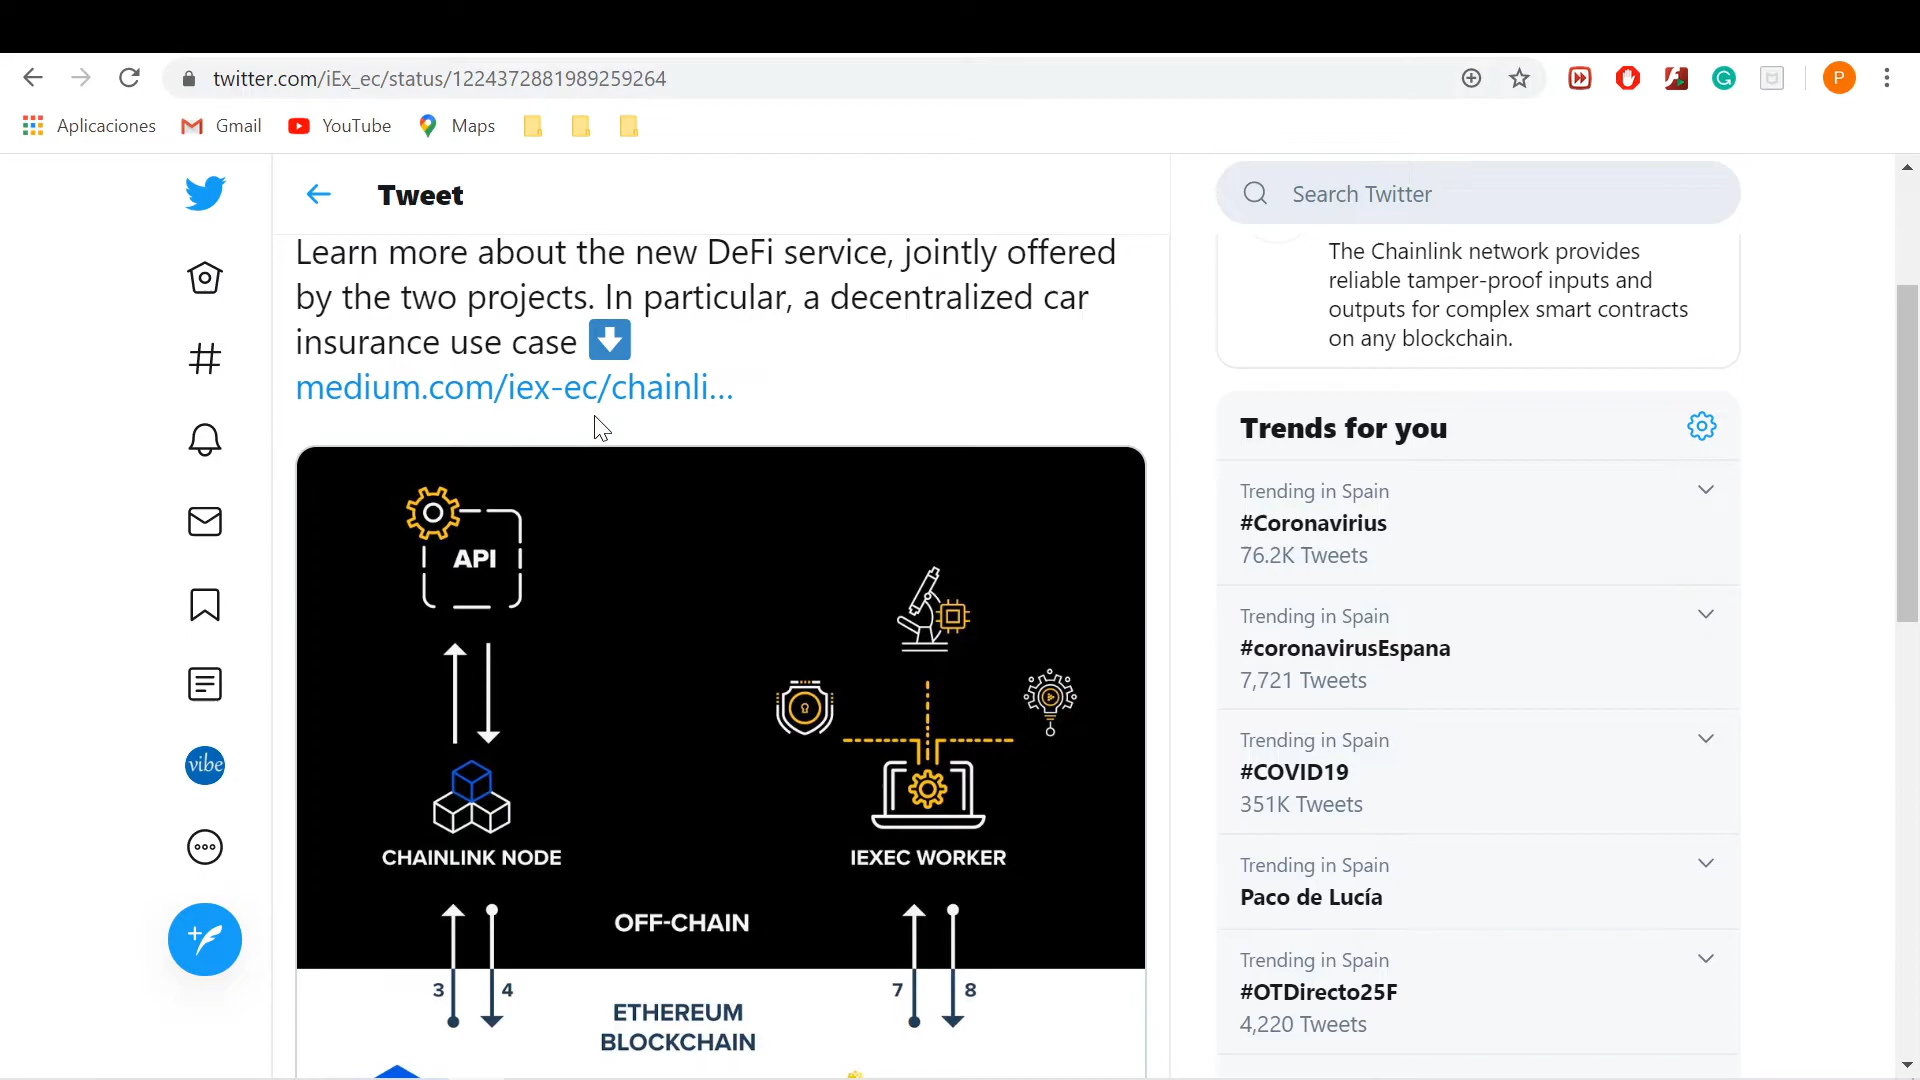 twitter.com/iEx_ec/status/1224372881989259264
P
Aplicaciones
Gmail
YouTube
Maps
Tweet
Search Twitter
Learn more about the new DeFi service, jointly offered
by the two projects. In particular, a decentralized car
insurance use case
medium.com/iex-ec/chainli...
API
CHAINLINK NODE
IEXEC WORKER
OFF-CHAIN
3
4
7
8
ETHEREUM
BLOCKCHAIN
vibe
The Chainlink network provides
reliable tamper-proof inputs and
outputs for complex smart contracts
on any blockchain.
Trends for you
Trending in Spain
#Coronavirius
76.2K Tweets
Trending in Spain
#coronavirusEspana
7,721 Tweets
Trending in Spain
#COVID19
351K Tweets
Trending in Spain
Paco de Lucía
Trending in Spain
#OTDirecto25F
4,220 Tweets